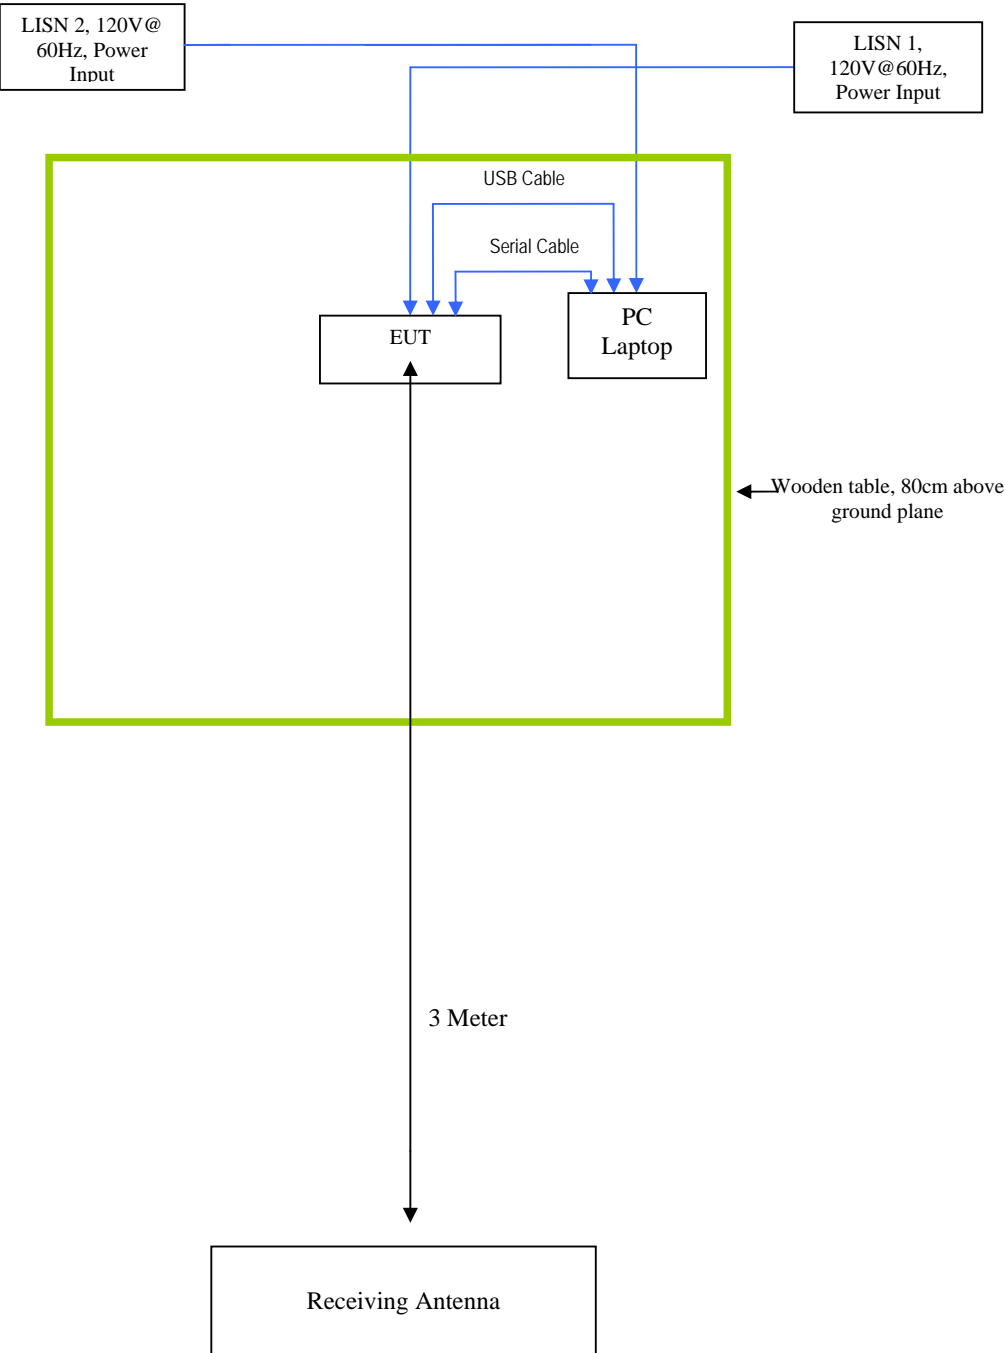 LISN 2, 120V@
60Hz, Power
Input
LISN 1,
120V@60Hz,
Power Input
USB Cable
Serial Cable
EUT
PC
Laptop
Wooden table, 80cm above
ground plane
3 Meter
Receiving Antenna